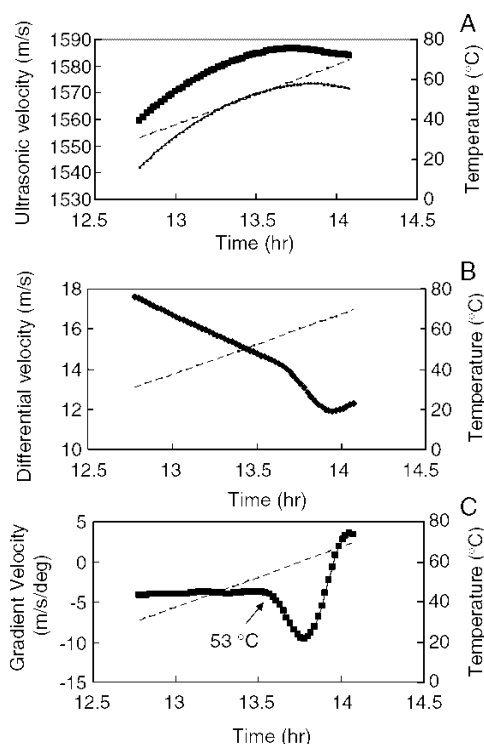 A
Ultrasonic velocity (m/s)
1590
1580
1570
1560
1550
1540
1530
80
60
40
20
0
Temperature (°C)
12.5 13 13.5 14 14.5
Time (hr)
B
Differential velocity (m/s)
18
16
14
12
10
80
60
40
20
0
Temperature (°C)
12.5 13 13.5 14 14.5
Time (hr)
C
Gradient Velocity
(m/s/deg)
5
0
-5
-10
-15
53 °C
80
60
40
20
0
Temperature (°C)
12.5 13 13.5 14 14.5
Time (hr)